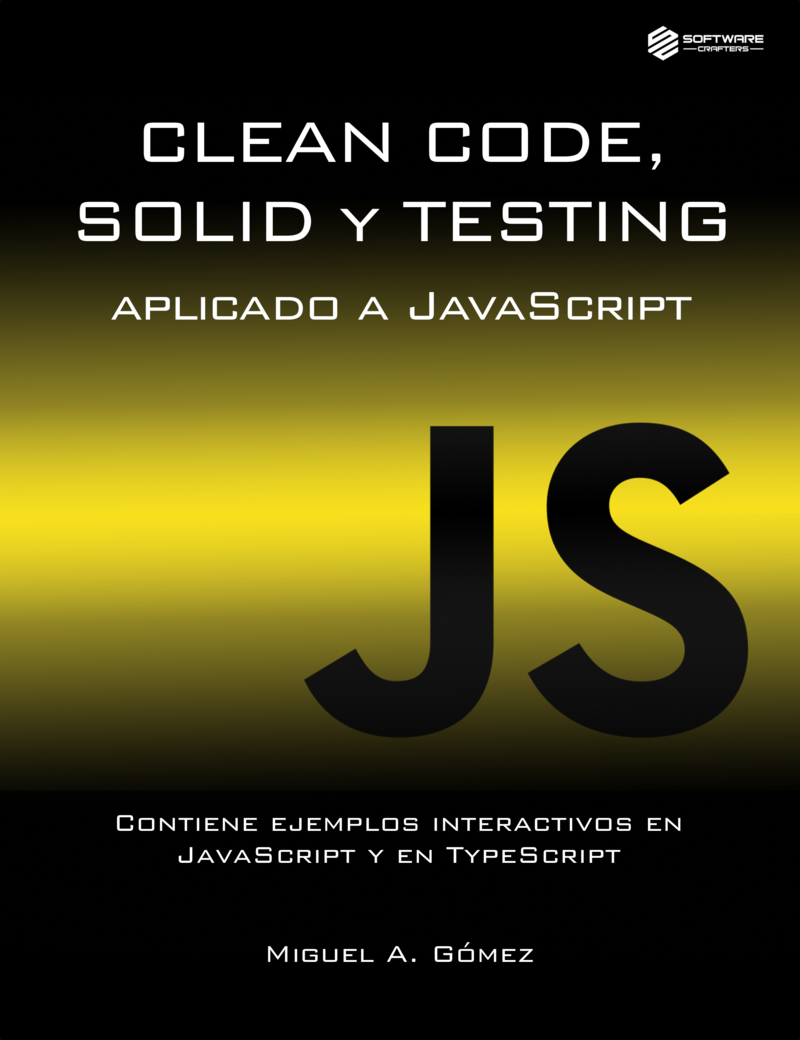 SOFTWARE
CRAFTERS
CLEAN CODE,
SOLID Y TESTING
APLICADO A JAVASCRIPT
JS
CONTIENE EJEMPLOS INTERACTIVOS EN
JAVASCRIPT Y EN TYPESCRIPT
MIGUEL A. GÓMEZ